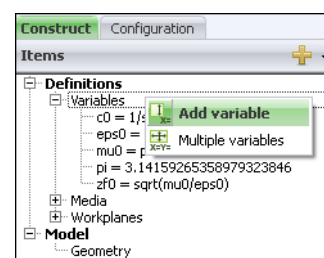 Construct Configuration
Items
Definitions
Variables
c0 = 1/
Add variable
eps0 =
mu0 =
Multiple variables
pi = 3.14159265358979323846
zf0 = sqrt(mu0/eps0)
Media
Workplanes
Model
Geometry